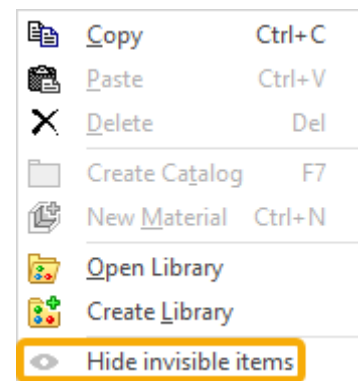 Copy Ctrl+C
Paste Ctrl+V
Delete Del
Create Catalog F7
New Material Ctrl+N
Open Library
Create Library
Hide invisible items